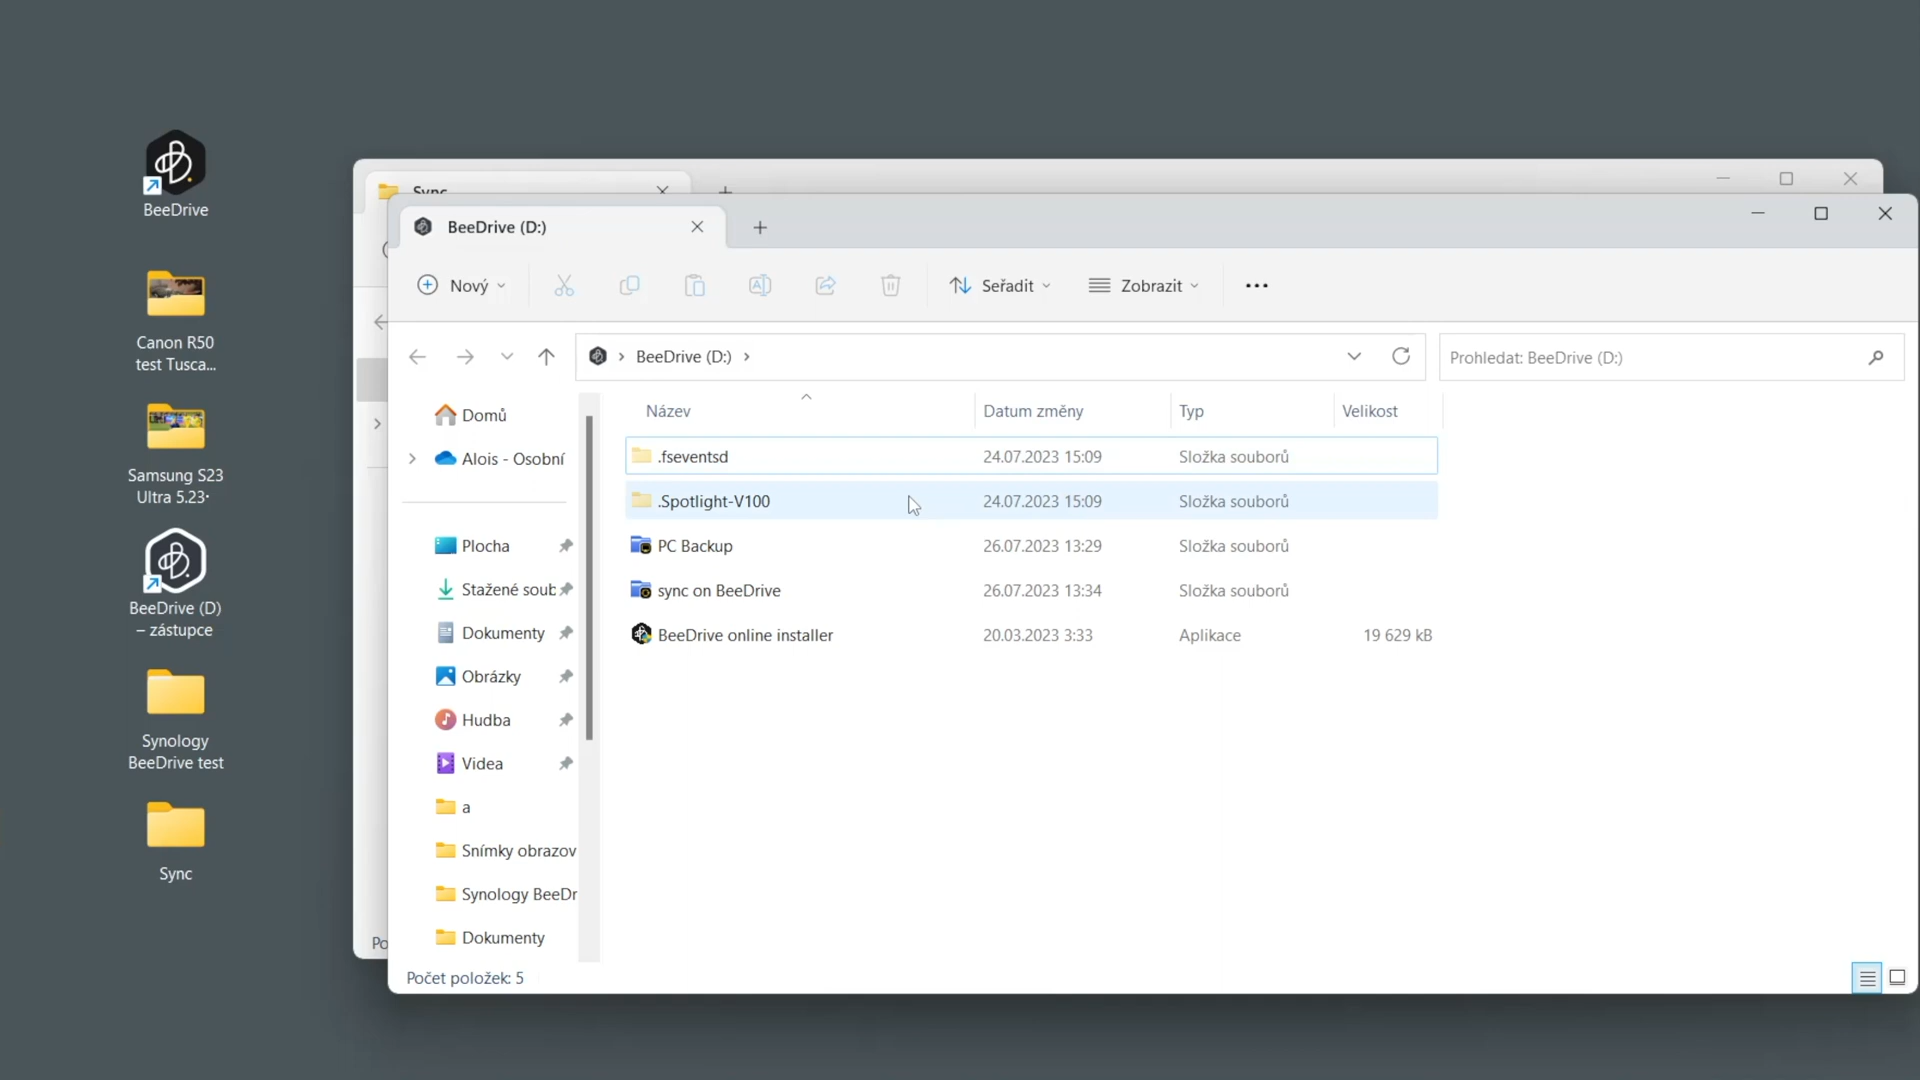 BeeDrive
Canon R50
test Tusca...
Samsung S23
Ultra 5.23·
BeeDrive (D)
– zástupce
Synology
BeeDrive test
Sync
Sync
Po
BeeDrive (D:)
Nový
Seřadit
Zobrazit
BeeDrive (D:)
Prohledat: BeeDrive (D:)
Domů
Alois - Osobní
Plocha
Stažené soub
Dokumenty
Obrázky
Hudba
Videa
a
Snímky obrazov
Synology BeeDr
Dokumenty
Název Datum změny Typ Velikost
.fseventsd 24.07.2023 15:09 Složka souborů
.Spotlight-V100 24.07.2023 15:09 Složka souborů
PC Backup 26.07.2023 13:29 Složka souborů
sync on BeeDrive 26.07.2023 13:34 Složka souborů
BeeDrive online installer 20.03.2023 3:33 Aplikace 19 629 kB
Počet položek: 5